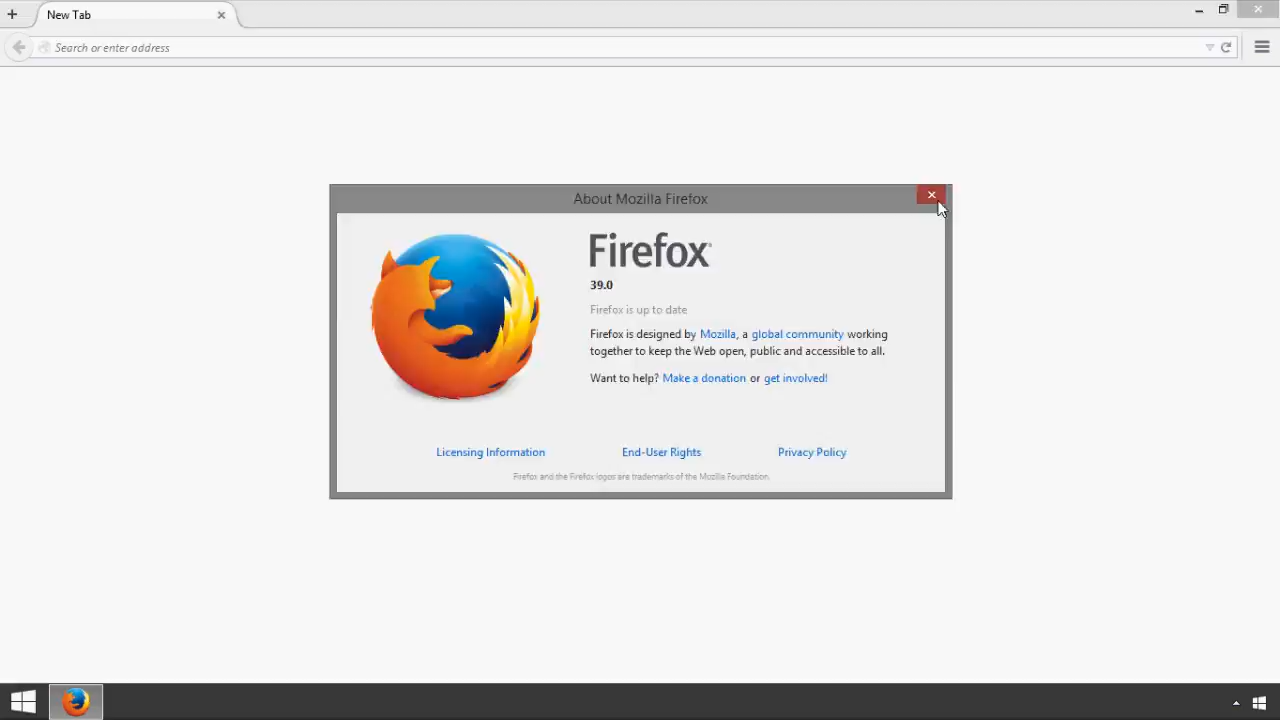 New Tab
Search or enter address
About Mozilla Firefox
Firefox
39.0
Firefox is up to date
Firefox is designed by Mozilla, a global community working
together to keep the Web open, public and accessible to all.
Want to help? Make a donation or get involved!
Licensing Information End-User Rights Privacy Policy
Firefox and the Firefox logos are trademarks of the Mozilla Foundation.